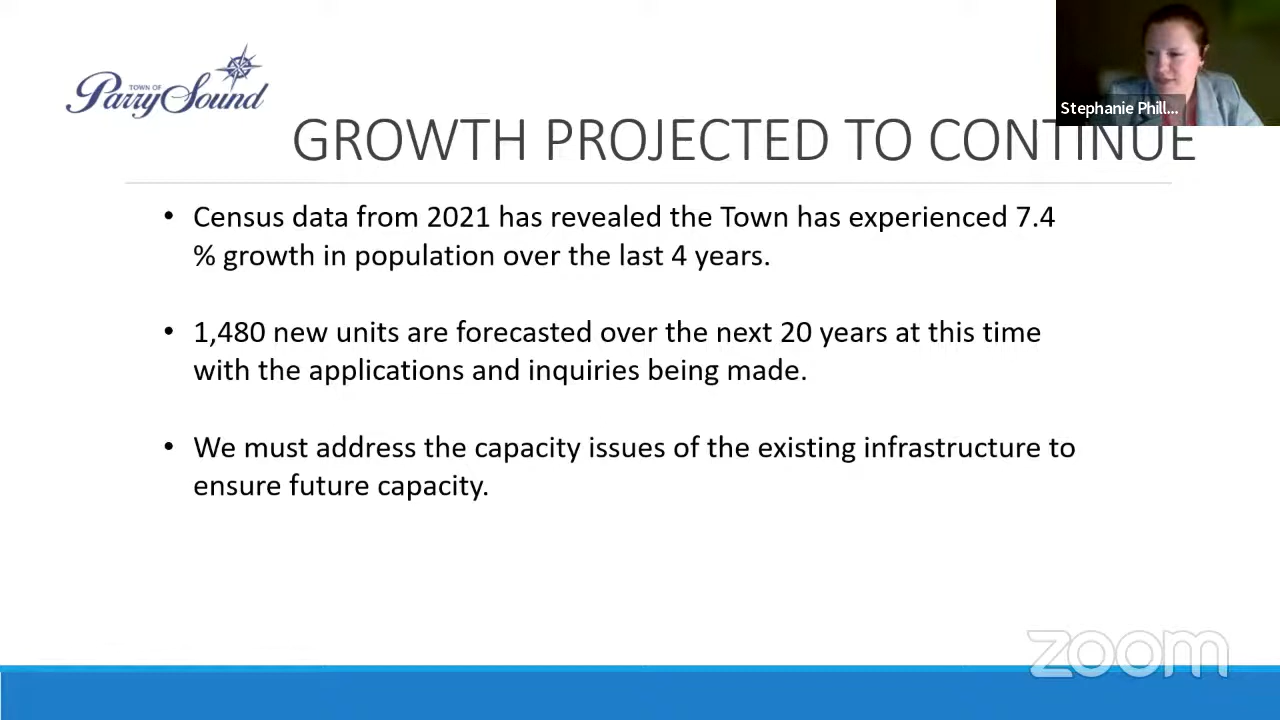 TOWN OF
Parry Sound
Stephanie Phill...
GROWTH PROJECTED TO CONTINUE
• Census data from 2021 has revealed the Town has experienced 7.4
% growth in population over the last 4 years.
• 1,480 new units are forecasted over the next 20 years at this time
with the applications and inquiries being made.
• We must address the capacity issues of the existing infrastructure to
ensure future capacity.
zoom